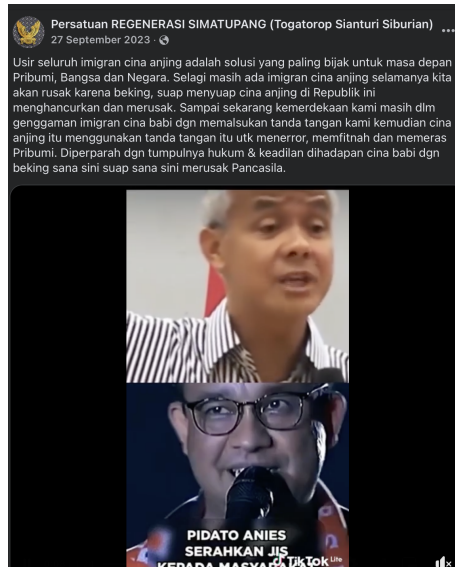 Persatuan REGENERASI SIMATUPANG (Togatorop Sianturi Siburian)
27 September 2023
Usir seluruh imigran cina anjing adalah solusi yang paling bijak untuk masa depan
Pribumi, Bangsa dan Negara. Selagi masih ada imigran cina anjing selamanya kita
akan rusak karena beking, suap menyuap cina anjing di Republik ini
menghancurkan dan merusak. Sampai sekarang kemerdekaan kami masih dlm
genggaman imigran cina babi dgn memalsukan tanda tangan kami kemudian cina
anjing itu menggunakan tanda tangan itu utk menerror, memfitnah dan memeras
Pribumi. Diperparah dgn tumpulnya hukum & keadilan dihadapan cina babi dgn
beking sana sini suap sana sini merusak Pancasila.
PIDATO ANIES
SERAHKAN JIS
KEPADA
TikTok Lite